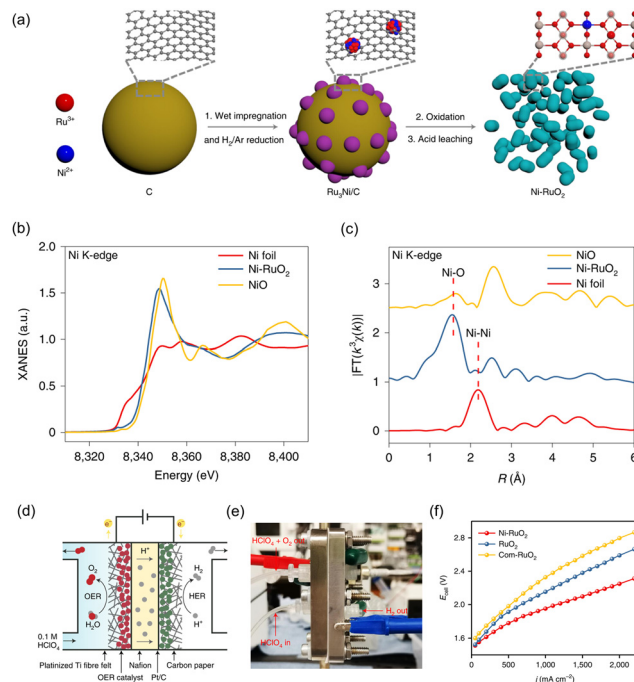 (a)
Ru3+
Ni2+
C
1. Wet impregnation
and H2/Ar reduction
Ru3Ni/C
2. Oxidation
3. Acid leaching
Ni-RuO2
(b)
Ni K-edge
Ni foil
Ni-RuO2
NiO
XANES (a.u.)
2.0
1.5
1.0
0.5
0
8,320
8,340
8,360
8,380
8,400
Energy (eV)
(c)
Ni K-edge
NiO
Ni-RuO2
Ni foil
Ni-O
Ni-Ni
|FT(k3χ(k))|
3
2
1
0
0
1
2
3
4
5
6
R (Å)
(d)
e-
e-
H+
O2
OER
H2O
H2
HER
H+
0.1 M
HClO4
Platinized Ti fibre felt
Nafion
Carbon paper
OER catalyst
Pt/C
(e)
HClO4 + O2 out
H2 out
HClO4 in
(f)
Ni-RuO2
RuO2
Com-RuO2
Ecell (V)
2.8
2.4
2.0
1.6
0
500
1,000
1,500
2,000
j (mA cm−2)